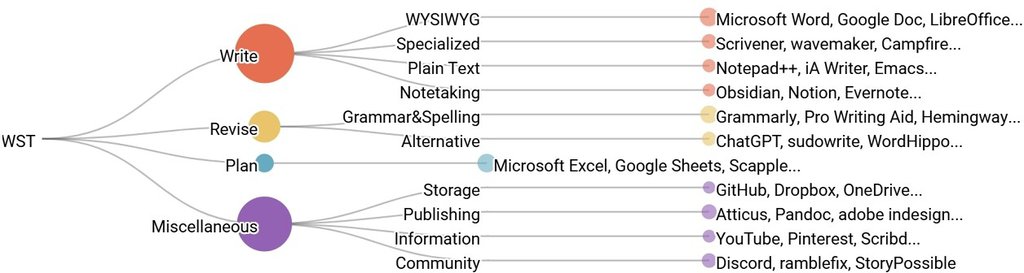 WST
Write
WYSIWYG
Microsoft Word, Google Doc, LibreOffice...
Specialized
Scrivener, wavemaker, Campfire...
Plain Text
Notepad++, iA Writer, Emacs...
Notetaking
Obsidian, Notion, Evernote...
Revise
Grammar&Spelling
Grammarly, Pro Writing Aid, Hemingway...
Alternative
ChatGPT, sudowrite, WordHippo...
Plan
Microsoft Excel, Google Sheets, Scapple...
Miscellaneous
Storage
GitHub, Dropbox, OneDrive...
Publishing
Atticus, Pandoc, adobe indesign...
Information
YouTube, Pinterest, Scribd...
Community
Discord, ramblefix, StoryPossible